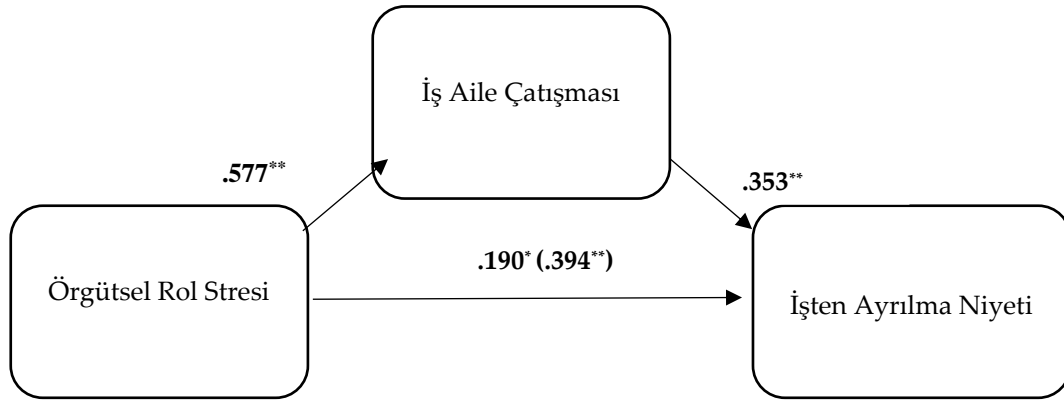 İş Aile Çatışması
.577**
.353**
.190* (.394**)
Örgütsel Rol Stresi
İşten Ayrılma Niyeti